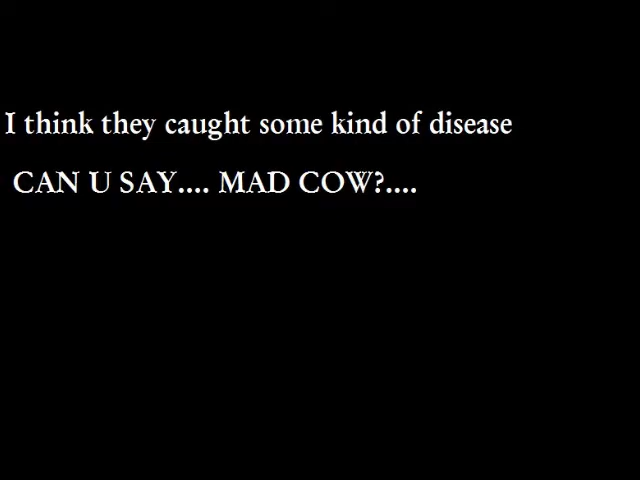 I think they caught some kind of disease
CAN U SAY.... MAD COW?....